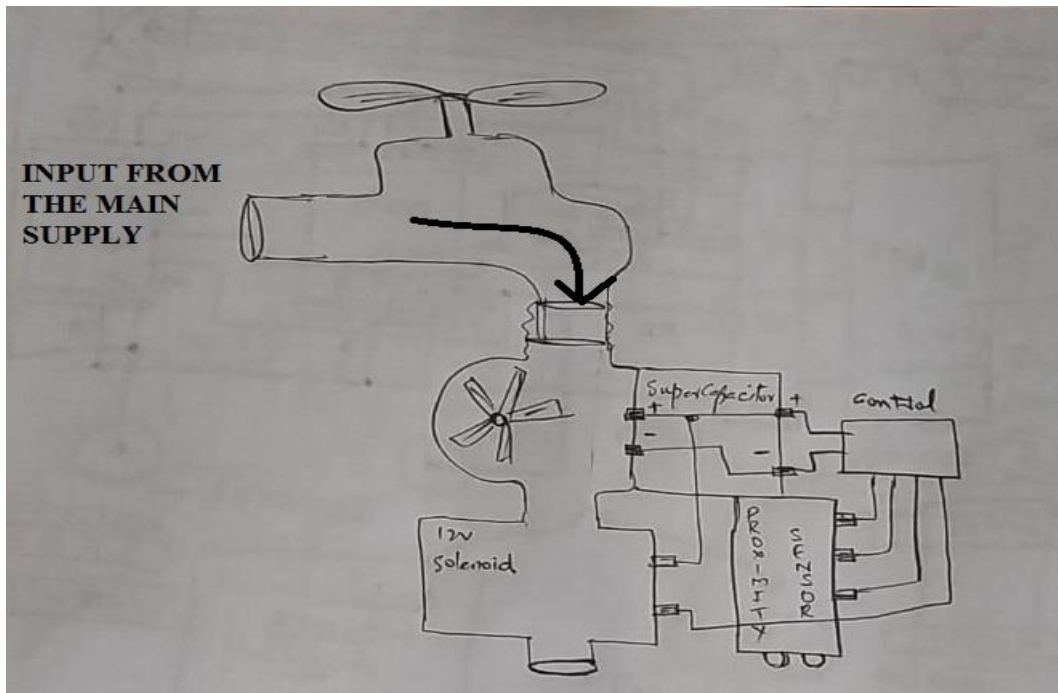 INPUT FROM
THE MAIN
SUPPLY
SuperCapacitor
+
+
-
-
Control
12v
Solenoid
PROXIMITY
SENSOR